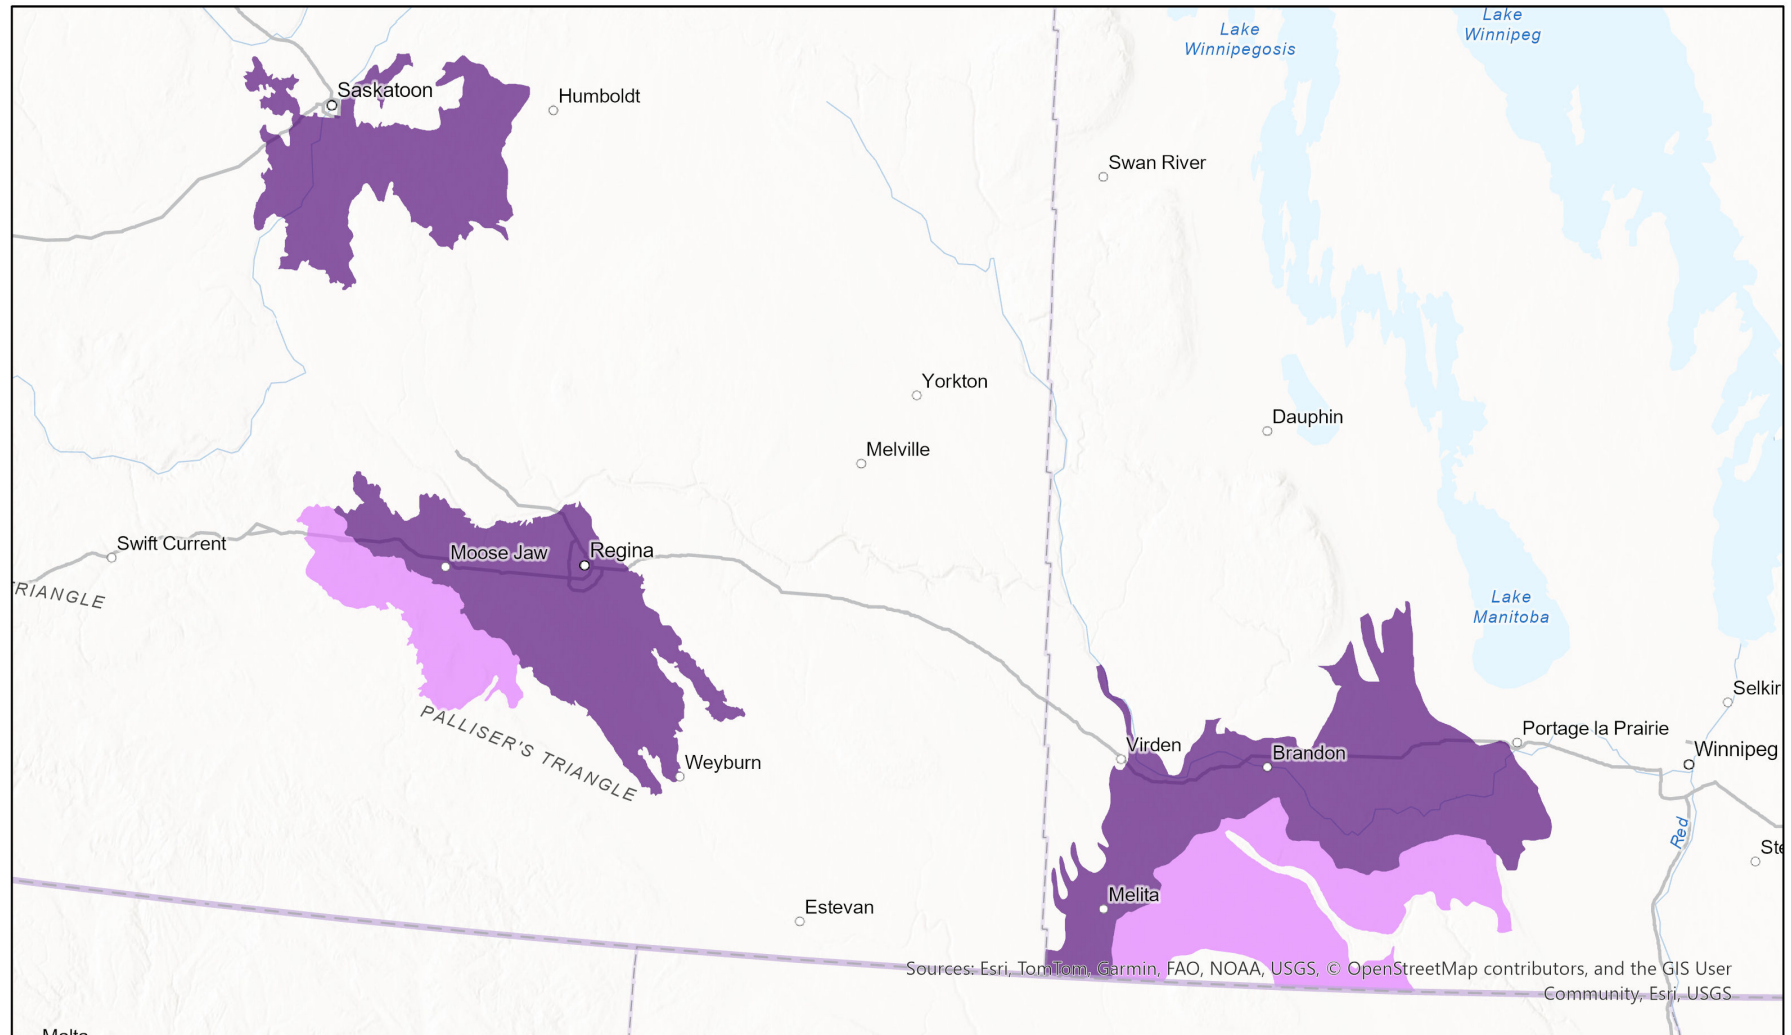 Lake
Winnipegosis
Lake
Winnipeg
Saskatoon
Humboldt
Swan River
Yorkton
Dauphin
Melville
Swift Current
Moose Jaw
Regina
RIANGLE
Lake
Manitoba
Selkir
PALLISER'S TRIANGLE
Portage la Prairie
Virden
Winnipeg
Brandon
Weyburn
Red
Ste
Melita
Estevan
Sources: Esri, TomTom, Garmin, FAO, NOAA, USGS, © OpenStreetMap contributors, and the GIS User
Community, Esri, USGS